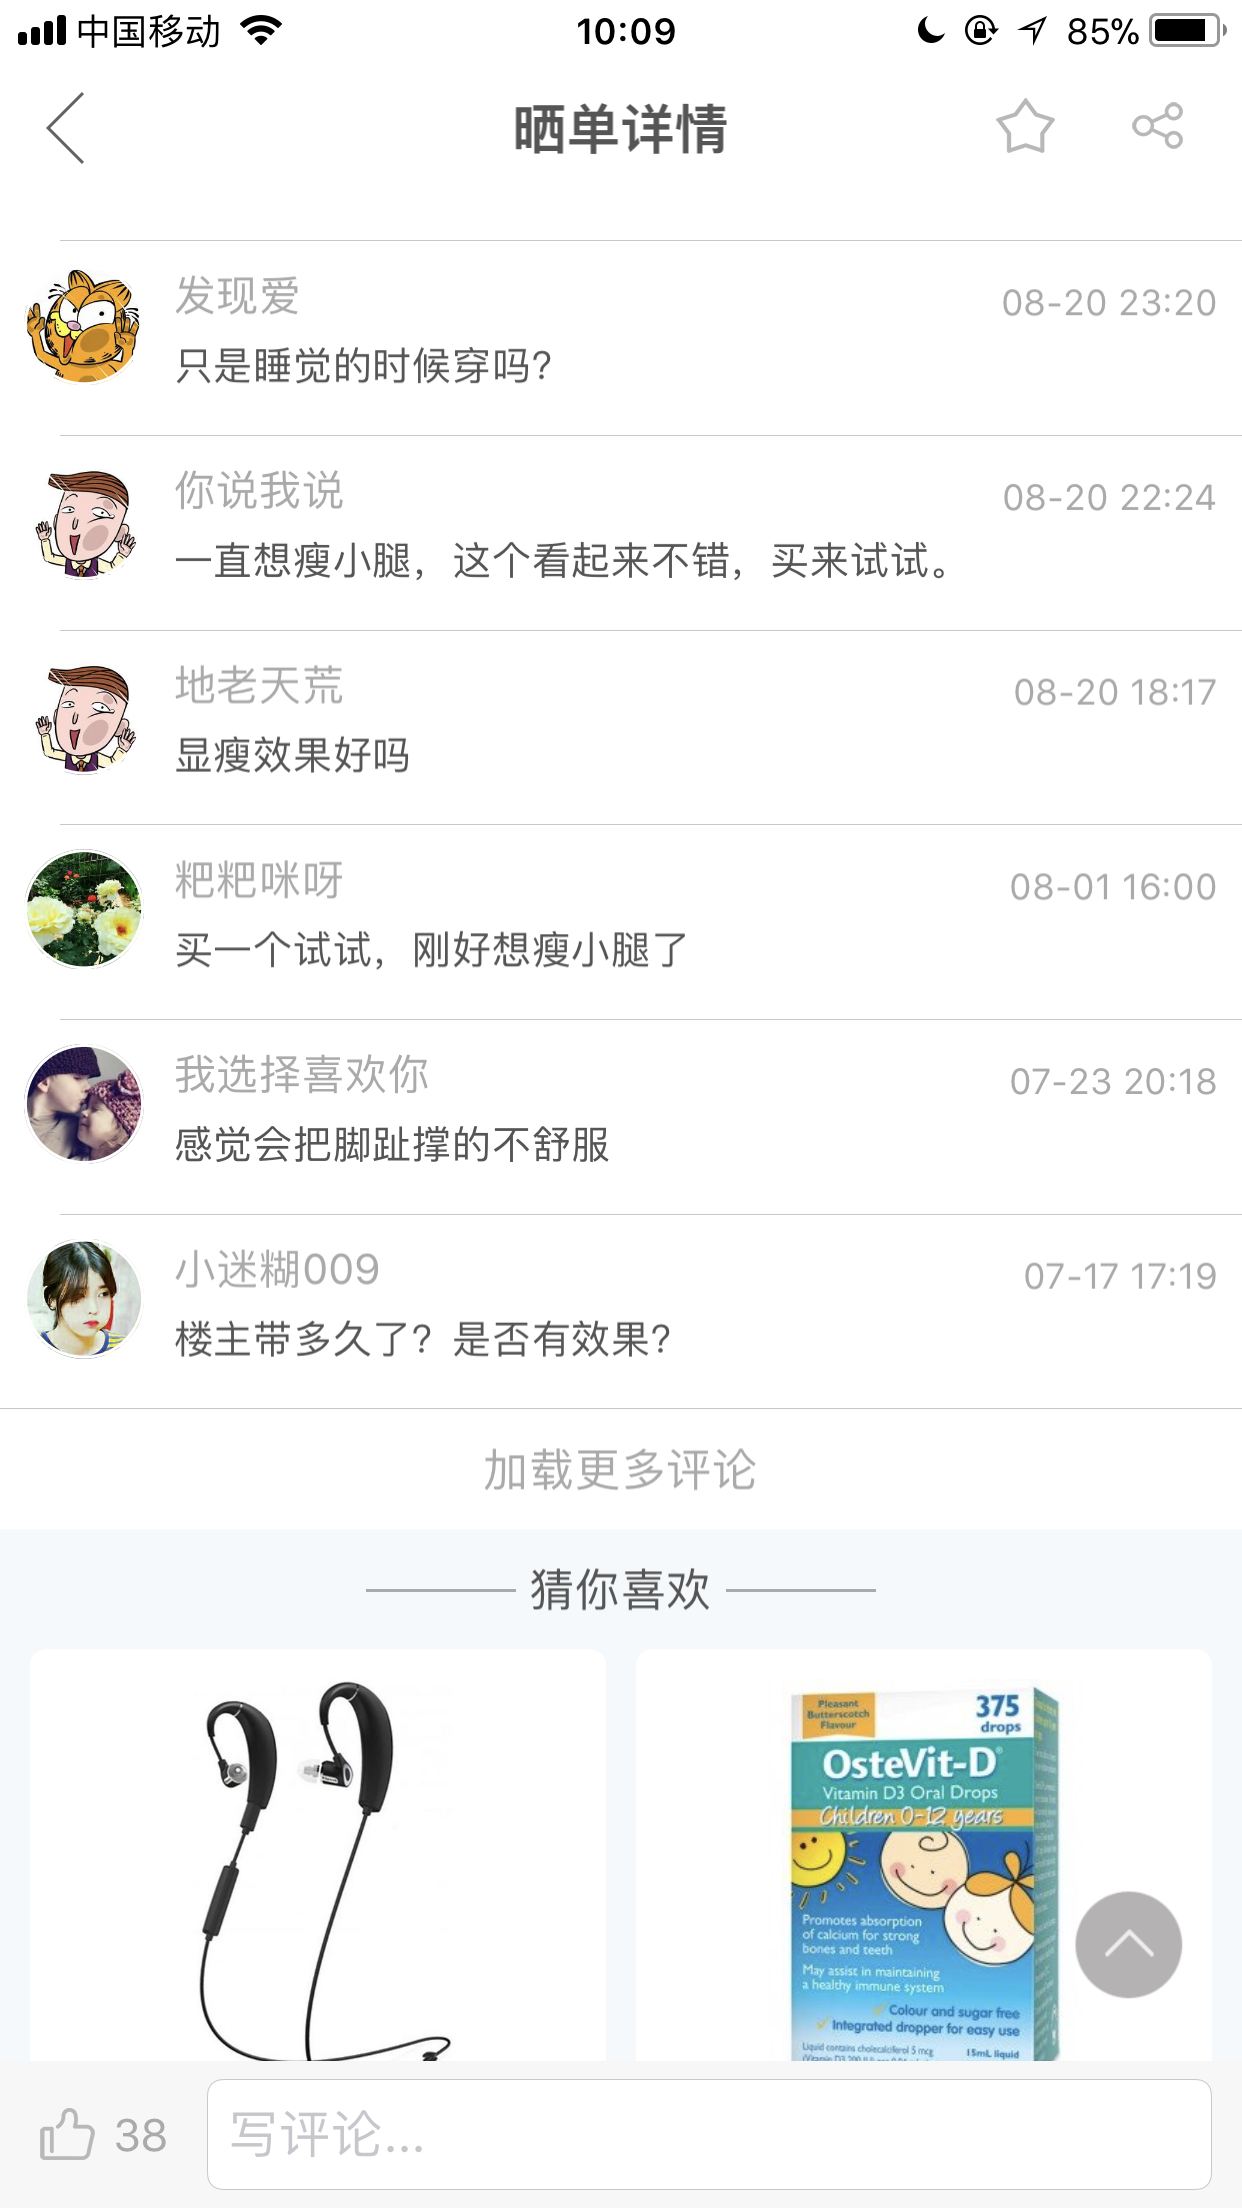 中国移动
10:09
85%
晒单详情
发现爱
08-20 23:20
只是睡觉的时候穿吗?
你说我说
08-20 22:24
一直想瘦小腿，这个看起来不错，买来试试。
地老天荒
08-20 18:17
显瘦效果好吗
粑粑咪呀
08-01 16:00
买一个试试，刚好想瘦小腿了
我选择喜欢你
07-23 20:18
感觉会把脚趾撑的不舒服
小迷糊009
07-17 17:19
楼主带多久了? 是否有效果?
加载更多评论
猜你喜欢
Pleasant
Butterscotch
Flavour
375
drops
OsteVit-D®
Vitamin D3 Oral Drops
Children 0-12 years
Promotes absorption
of calcium for strong
bones and teeth
May assist in maintaining
a healthy immune system
Colour and sugar free
Integrated dropper for easy use
Liquid contains cholecalciferol 5 mcg
15mL liquid
38
写评论...